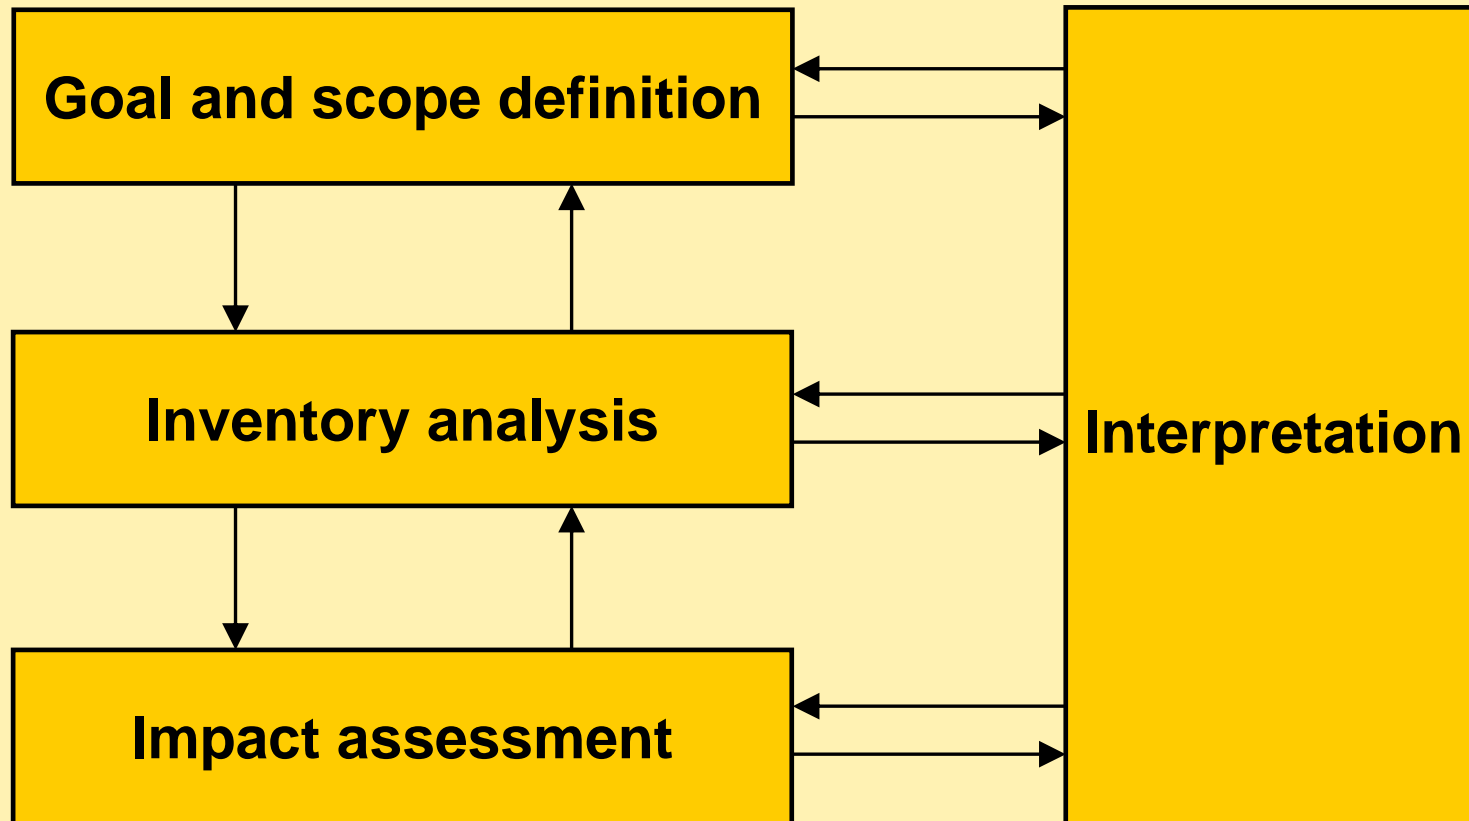 Goal and scope definition
Inventory analysis
Interpretation
Impact assessment